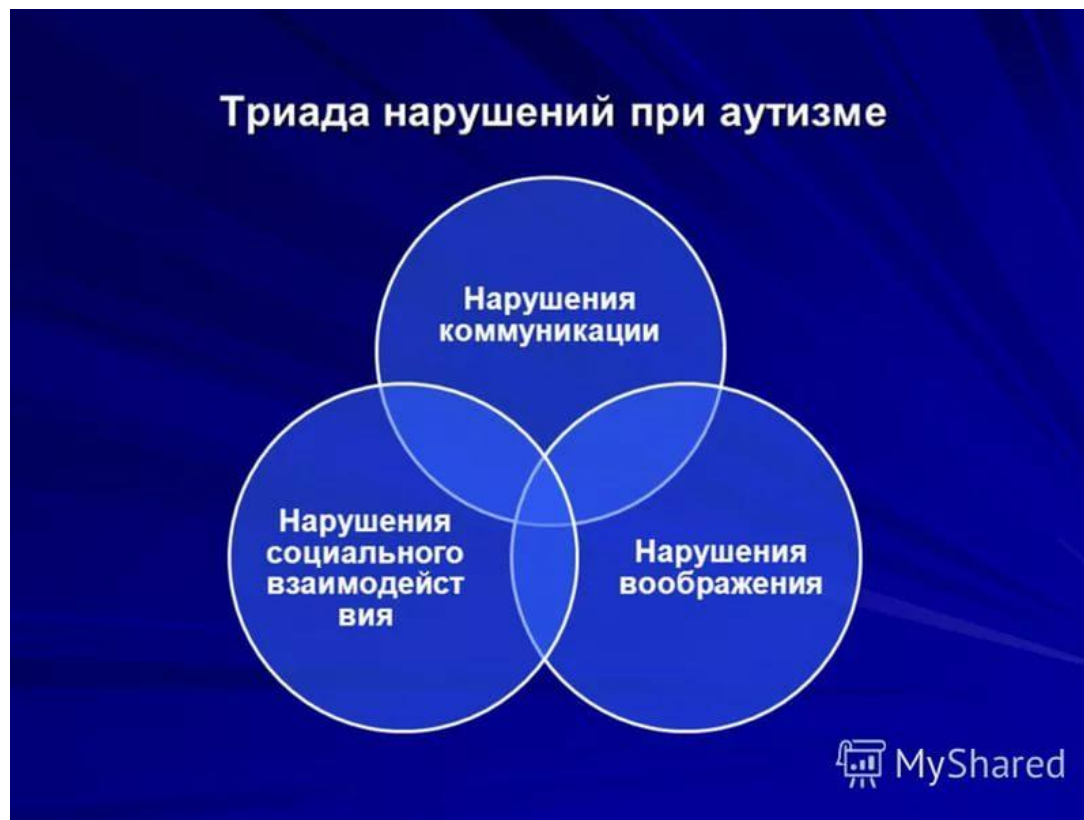 Триада нарушений при аутизме
Нарушения
коммуникации
Нарушения
социального
взаимодейст
вия
Нарушения
воображения
MyShared